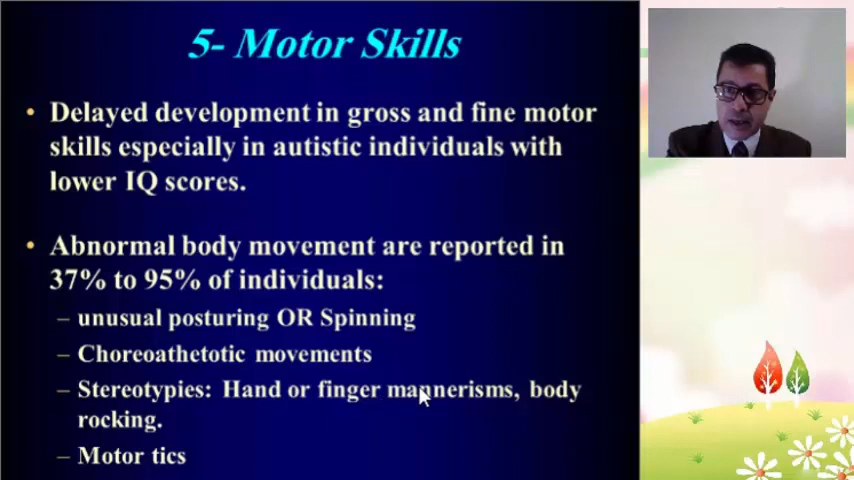 5- Motor Skills
• Delayed development in gross and fine motor
skills especially in autistic individuals with
lower IQ scores.
• Abnormal body movement are reported in
37% to 95% of individuals:
– unusual posturing OR Spinning
– Choreoathetotic movements
– Stereotypies: Hand or finger mannerisms, body
rocking.
– Motor tics